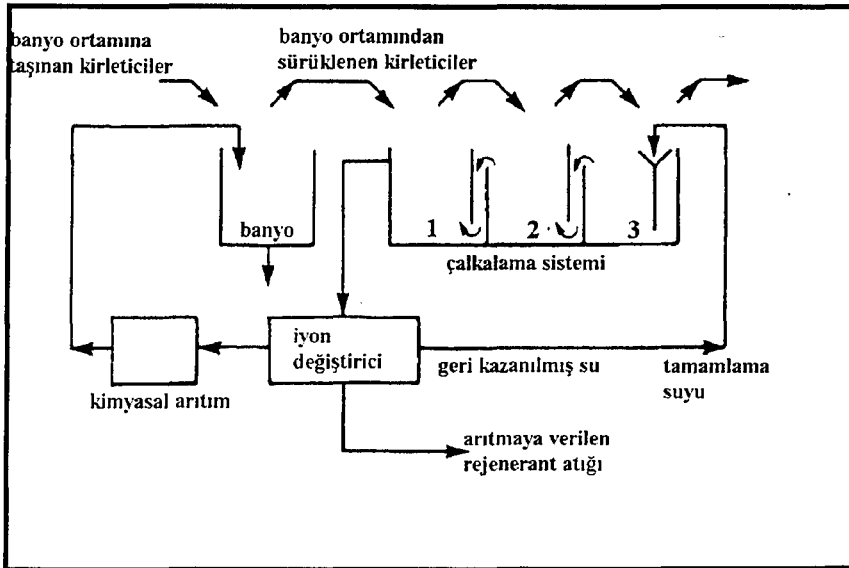 banyo ortamına
taşınan kirleticiler
banyo ortamından
sürüklenen kirleticiler
banyo
1
2
3
çalkalama sistemi
iyon
değiştirici
geri kazanılmış su
tamamlama
suyu
kimyasal arıtım
arıtmaya verilen
rejenerant atığı